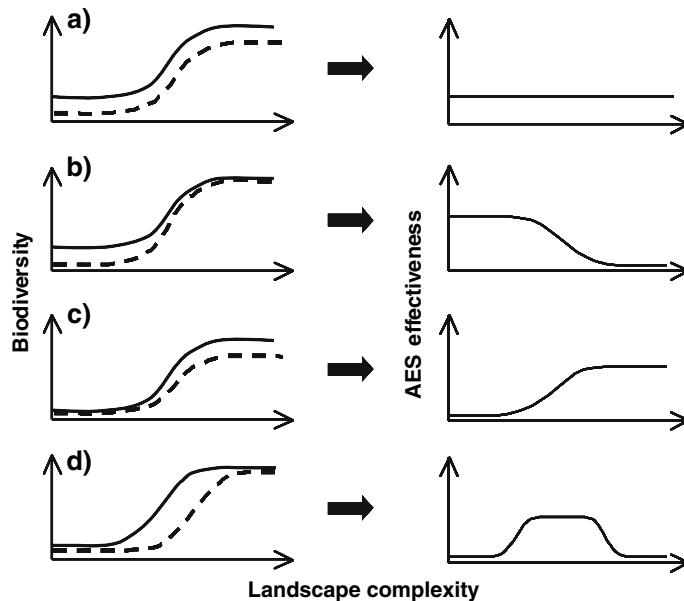 a)
b)
c)
d)
Biodiversity
AES effectiveness
Landscape complexity